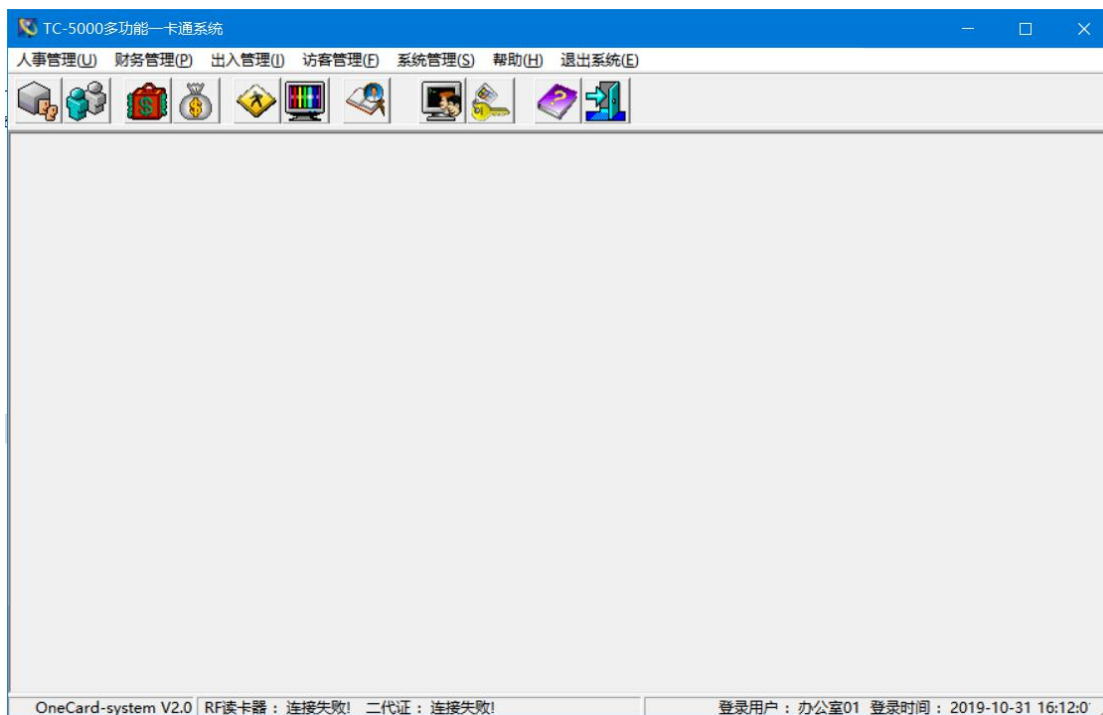 TC-5000多功能一卡通系统
人事管理(U) 财务管理(P) 出入管理(I) 访客管理(F) 系统管理(S) 帮助(H) 退出系统(E)
OneCard-system V2.0 RF读卡器：连接失败! 二代证：连接失败! 登录用户：办公室01 登录时间：2019-10-31 16:12:0